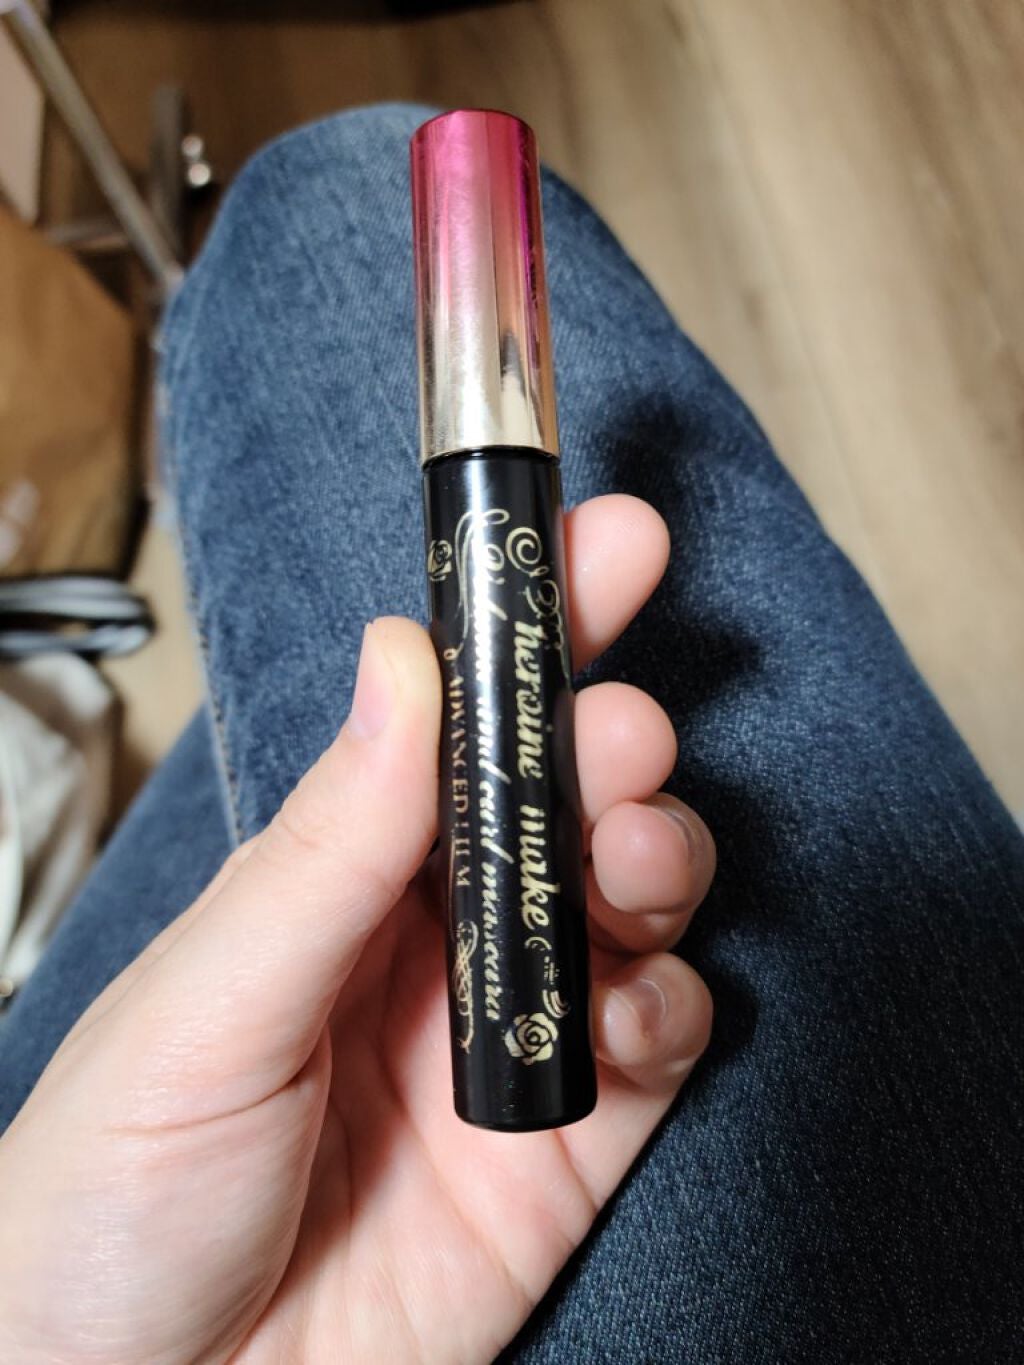 heroine make
Volume and curl mascara
ADVANCED FILM